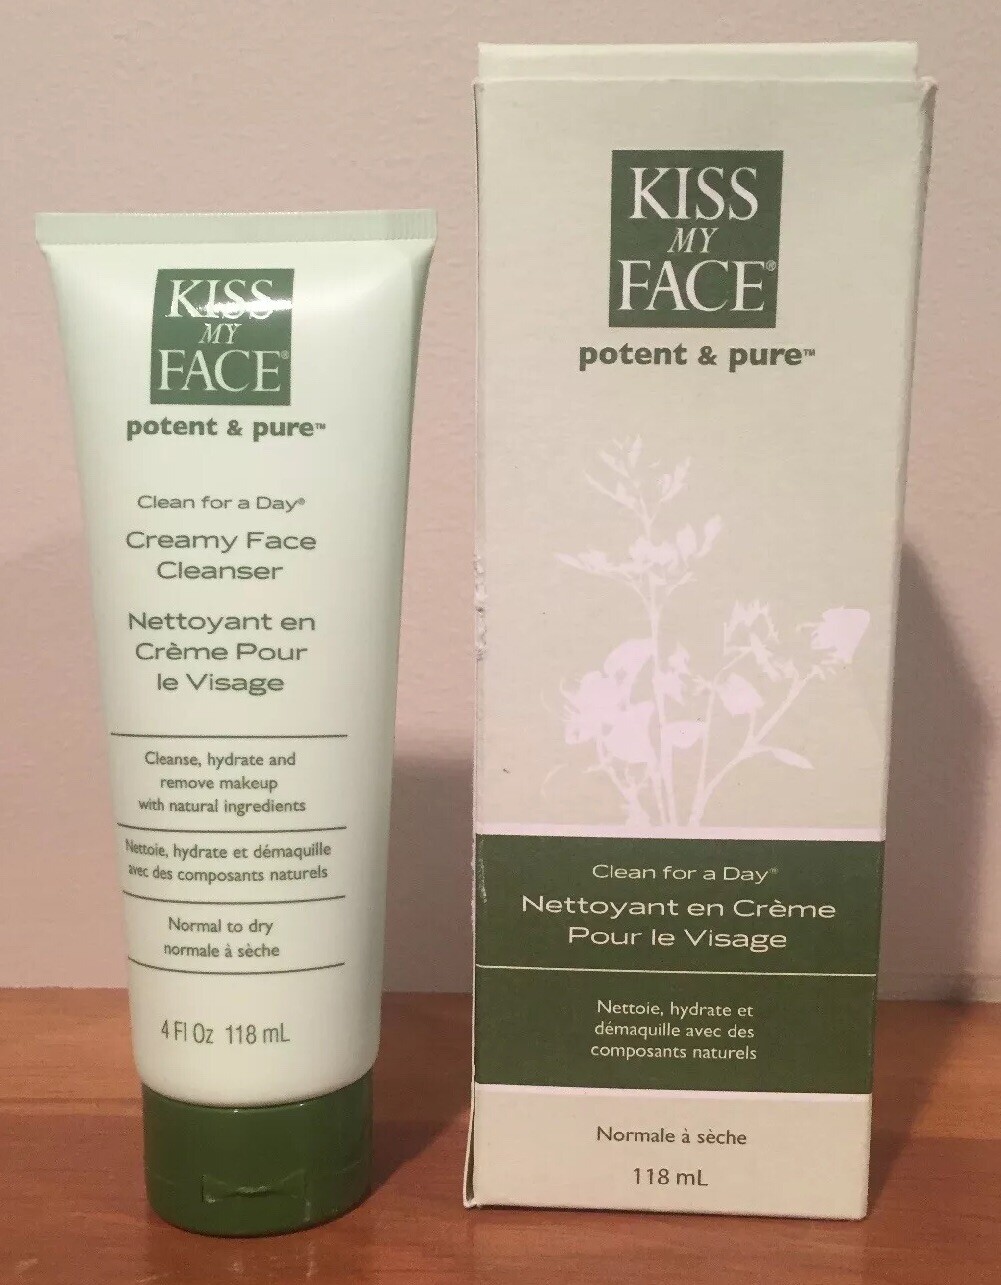 KISS
MY
FACE®
potent & pure™
Clean for a Day®
Creamy Face
Cleanser
Nettoyant en
Crème Pour
le Visage
Cleanse, hydrate and
remove makeup
with natural ingredients
Nettoie, hydrate et démaquille
avec des composants naturels
Normal to dry
normale à sèche
4 Fl Oz 118 mL
KISS
MY
FACE®
potent & pure™
Clean for a Day®
Nettoyant en Crème
Pour le Visage
Nettoie, hydrate et
démaquille avec des
composants naturels
Normale à sèche
118 mL